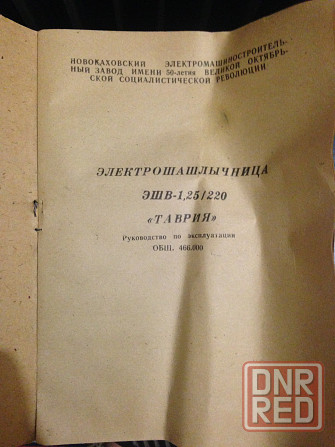 НОВОКАХОВСКИЙ ЭЛЕКТРОМАШИНОСТРОИТЕЛЬ-
НЫЙ ЗАВОД ИМЕНИ 50-летия ВЕЛИКОЙ ОКТЯБРЬ-
СКОЙ СОЦИАЛИСТИЧЕСКОЙ РЕВОЛЮЦИИ
ЭЛЕКТРОШАШЛЫЧНИЦА
ЭШВ-1,25/220
«ТАВРИЯ»
Руководство по эксплуатации
ОБШ. 466.000
DNR
RED